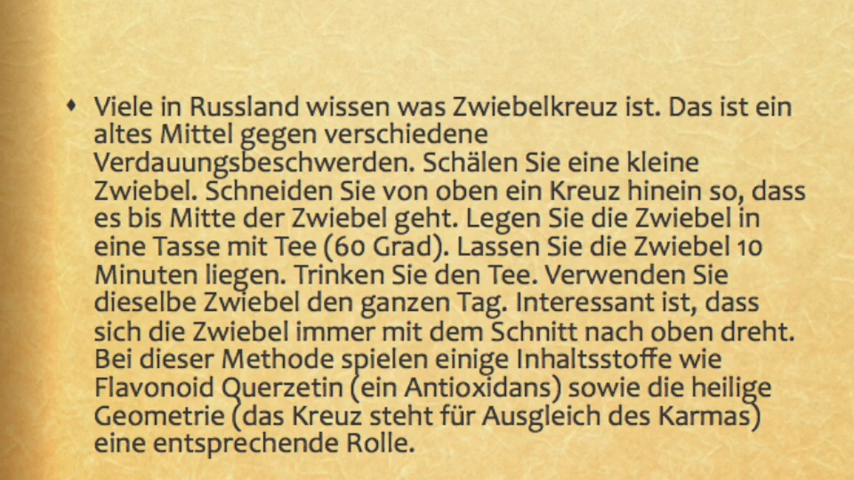 ♦ Viele in Russland wissen was Zwiebelkreuz ist. Das ist ein
altes Mittel gegen verschiedene
Verdauungsbeschwerden. Schälen Sie eine kleine
Zwiebel. Schneiden Sie von oben ein Kreuz hinein so, dass
es bis Mitte der Zwiebel geht. Legen Sie die Zwiebel in
eine Tasse mit Tee (60 Grad). Lassen Sie die Zwiebel 10
Minuten liegen. Trinken Sie den Tee. Verwenden Sie
dieselbe Zwiebel den ganzen Tag. Interessant ist, dass
sich die Zwiebel immer mit dem Schnitt nach oben dreht.
Bei dieser Methode spielen einige Inhaltsstoffe wie
Flavonoid Querzetin (ein Antioxidans) sowie die heilige
Geometrie (das Kreuz steht für Ausgleich des Karmas)
eine entsprechende Rolle.